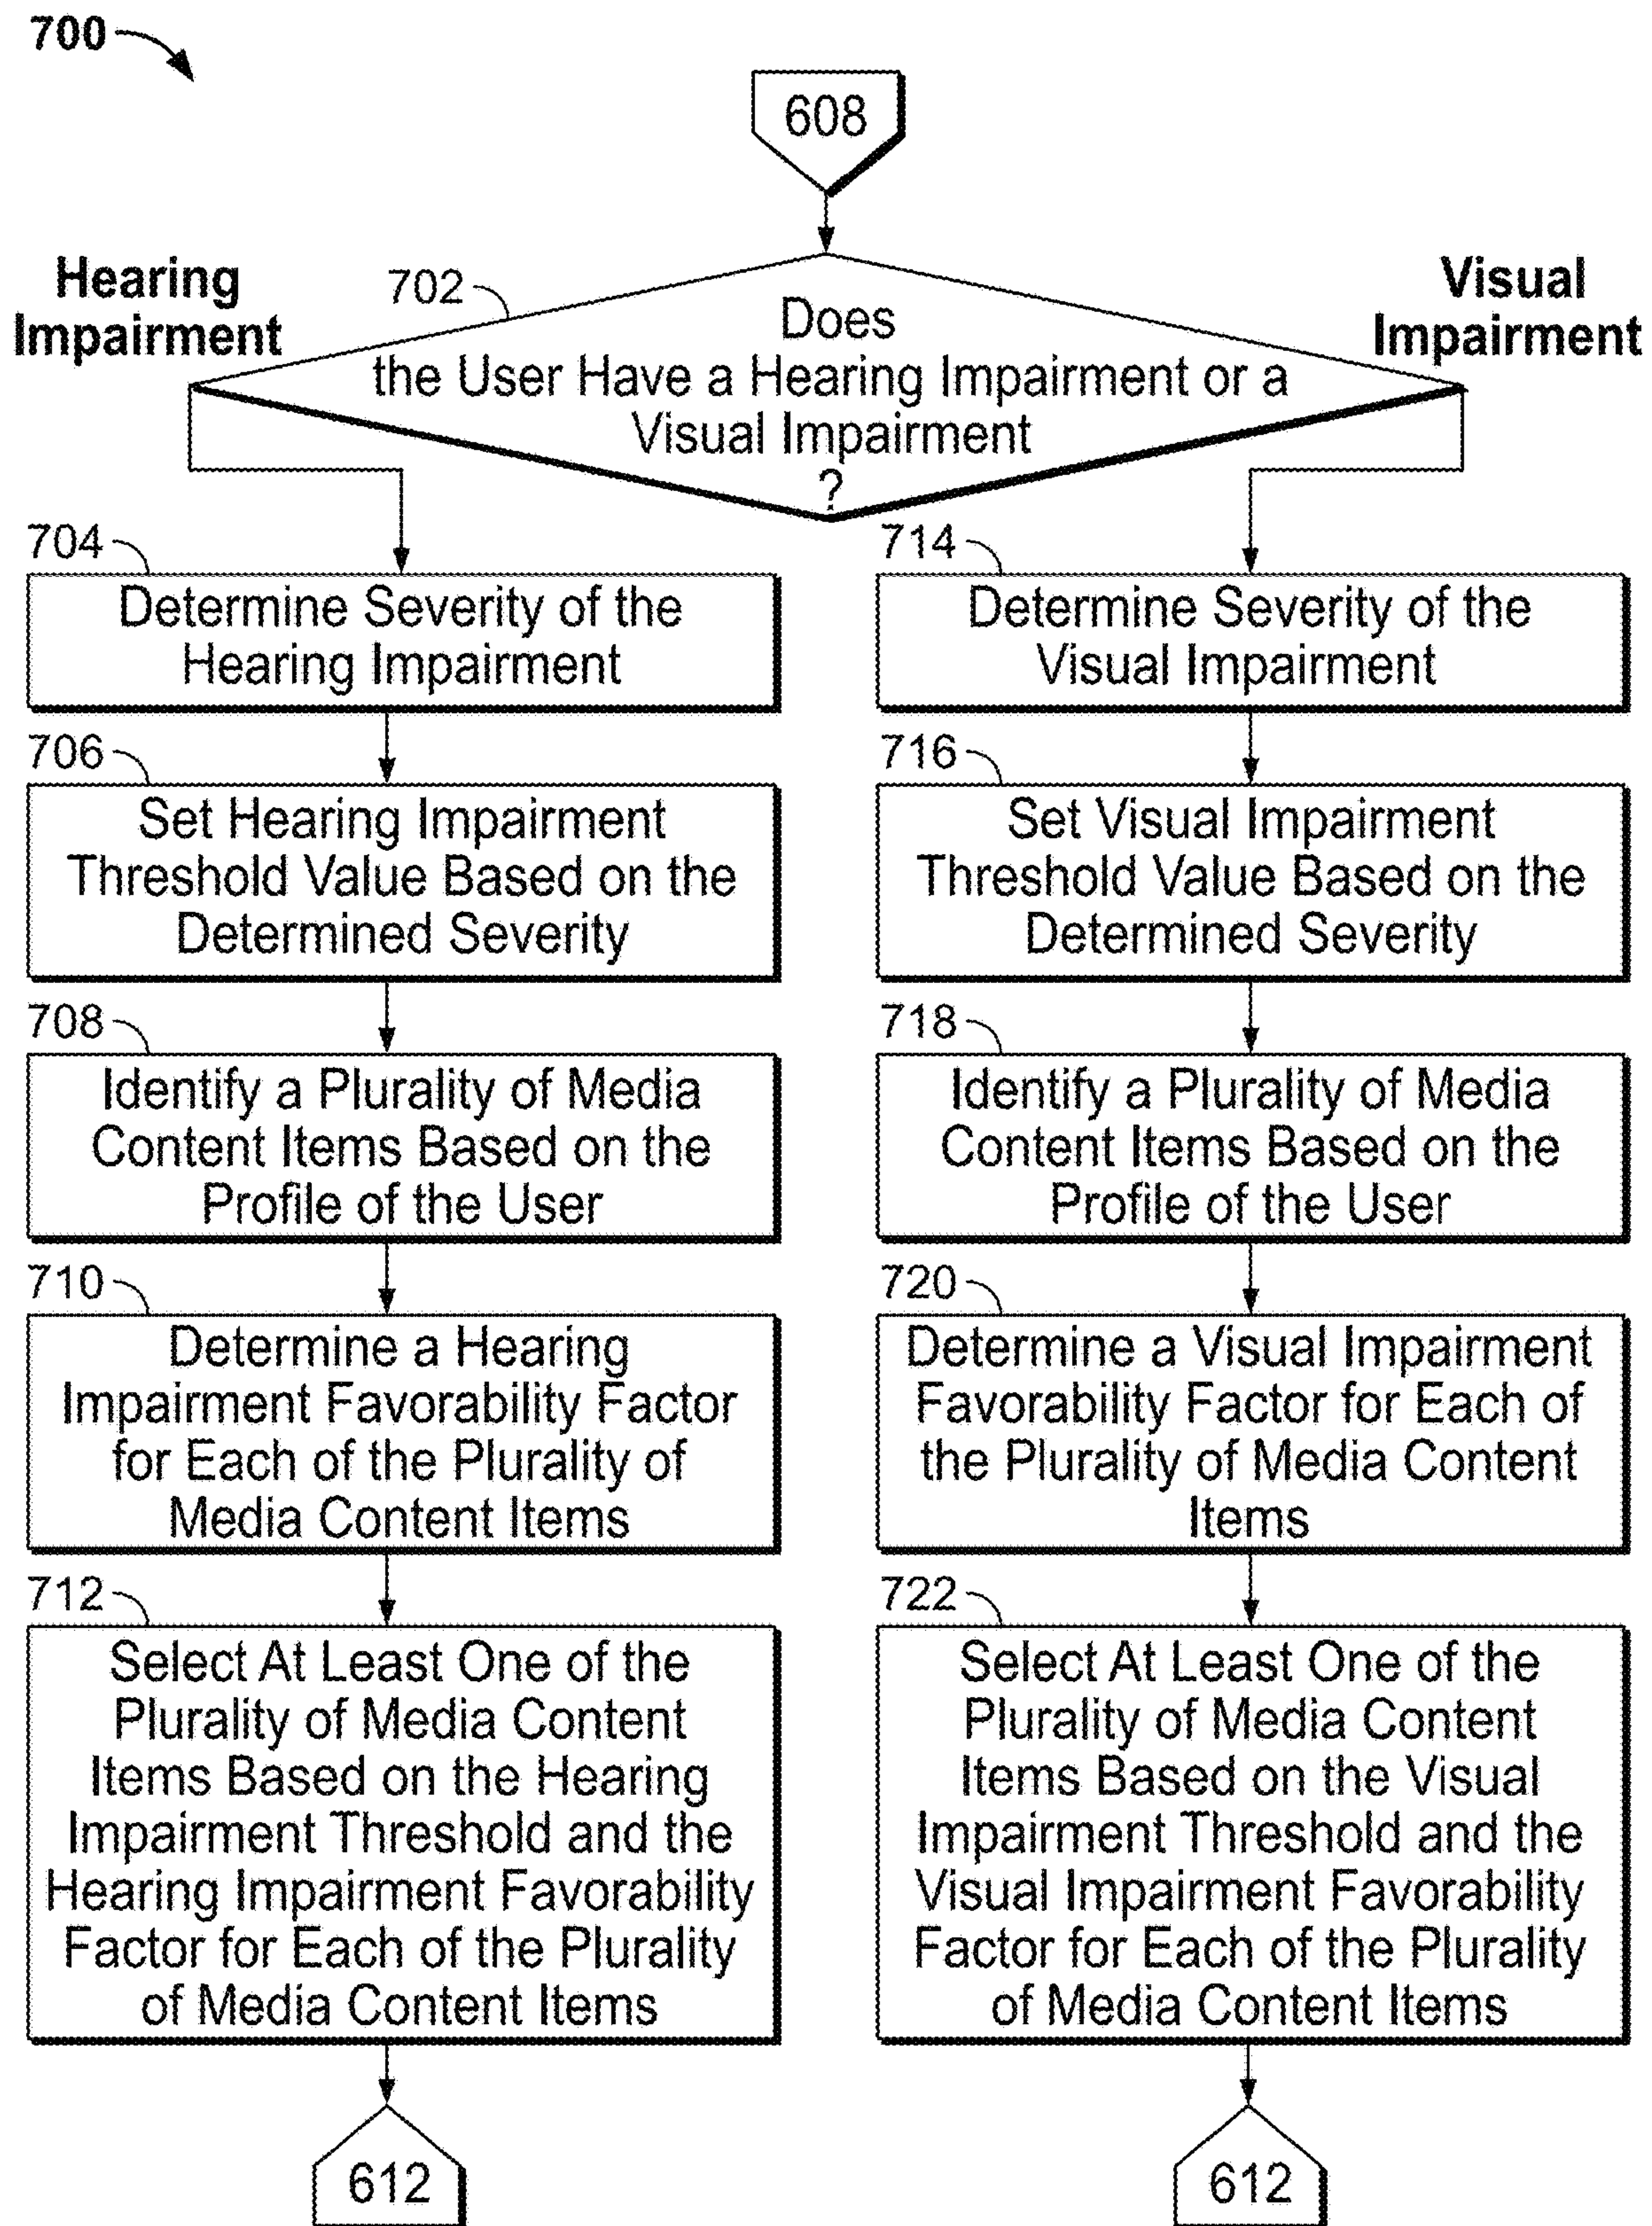 700
608
Hearing
Impairment
702
Visual
Impairment
Does
the User Have a Hearing Impairment or a
Visual Impairment
?
704
Determine Severity of the
Hearing Impairment
706
Set Hearing Impairment
Threshold Value Based on the
Determined Severity
708
Identify a Plurality of Media
Content Items Based on the
Profile of the User
710
Determine a Hearing
Impairment Favorability Factor
for Each of the Plurality of
Media Content Items
712
Select At Least One of the
Plurality of Media Content
Items Based on the Hearing
Impairment Threshold and the
Hearing Impairment Favorability
Factor for Each of the Plurality
of Media Content Items
612
714
Determine Severity of the
Visual Impairment
716
Set Visual Impairment
Threshold Value Based on the
Determined Severity
718
Identify a Plurality of Media
Content Items Based on the
Profile of the User
720
Determine a Visual Impairment
Favorability Factor for Each of
the Plurality of Media Content
Items
722
Select At Least One of the
Plurality of Media Content
Items Based on the Visual
Impairment Threshold and the
Visual Impairment Favorability
Factor for Each of the Plurality
of Media Content Items
612